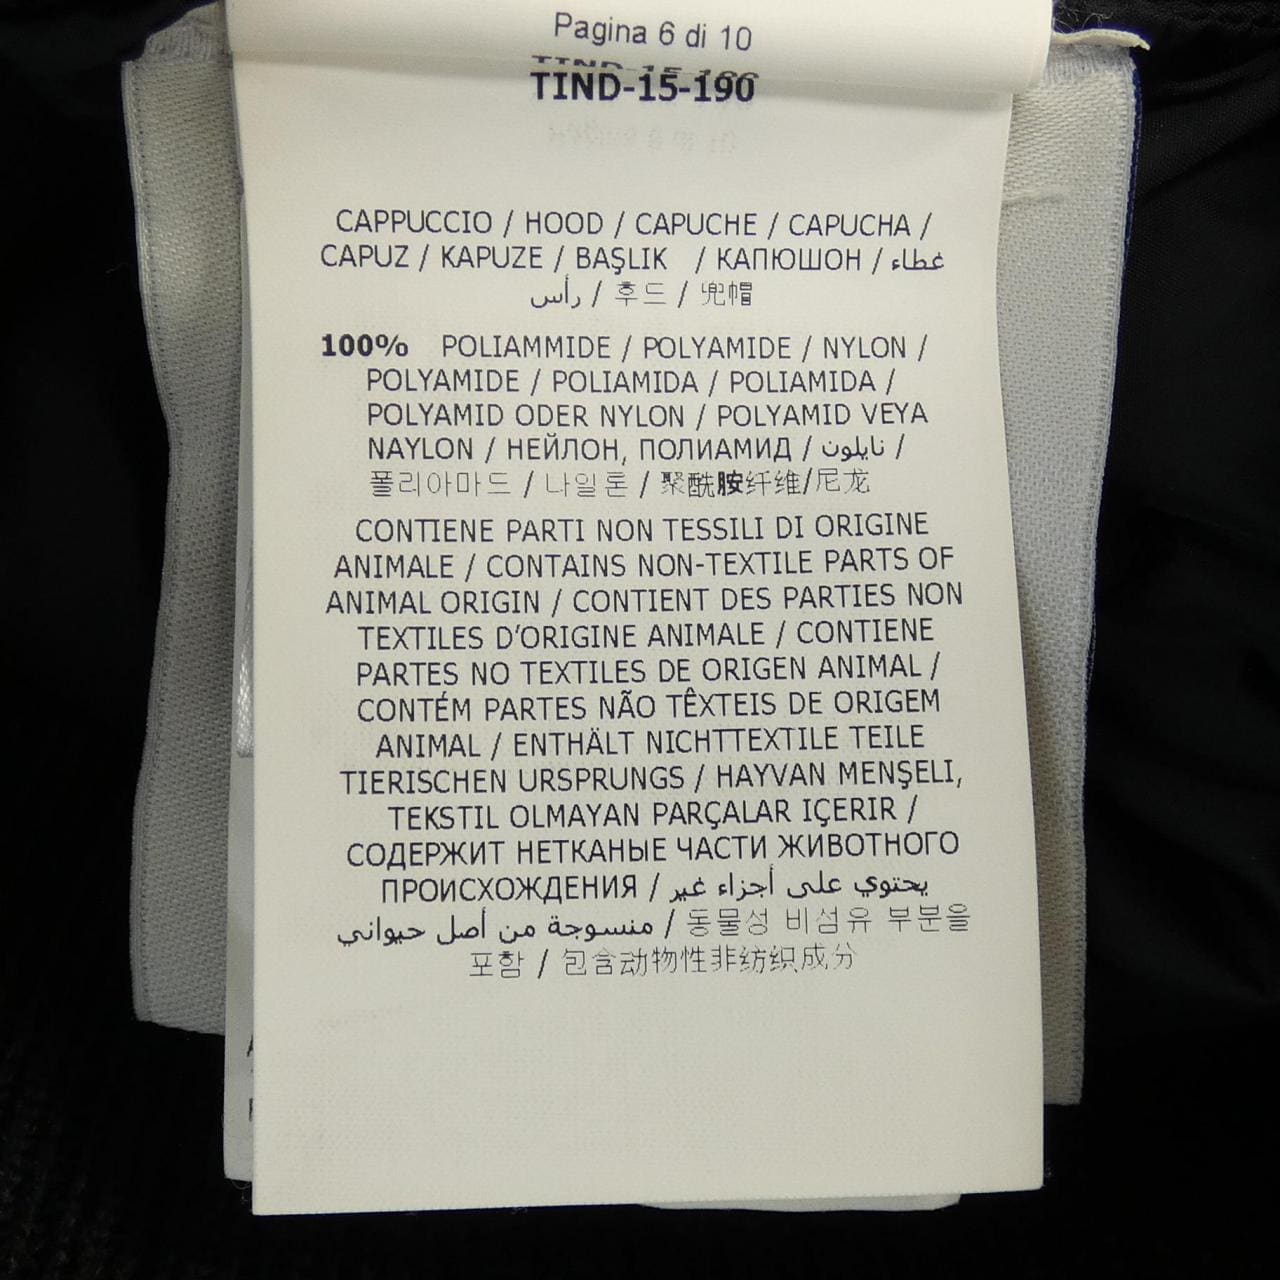 Pagina 6 di 10
TIND-15-190
CAPPUCCIO / HOOD / CAPUCHE / CAPUCHA /
CAPUZ / KAPUZE / BAŞLIK / КАПЮШОН / غطاء
رأس / 후드 / 兜帽
100% POLIAMMIDE / POLYAMIDE / NYLON /
POLYAMIDE / POLIAMIDA / POLIAMIDA /
POLYAMID ODER NYLON / POLYAMID VEYA
NAYLON / НЕЙЛОН, ПОЛИАМИД / نايلون /
폴리아마드 / 나일론 / 聚酰胺纤维/尼龙
CONTIENE PARTI NON TESSILI DI ORIGINE
ANIMALE / CONTAINS NON-TEXTILE PARTS OF
ANIMAL ORIGIN / CONTIENT DES PARTIES NON
TEXTILES D'ORIGINE ANIMALE / CONTIENE
PARTES NO TEXTILES DE ORIGEN ANIMAL /
CONTÉM PARTES NÃO TÊXTEIS DE ORIGEM
ANIMAL / ENTHÄLT NICHTTEXTILE TEILE
TIERISCHEN URSPRUNGS / HAYVAN MENŞELİ,
TEKSTIL OLMAYAN PARÇALAR IÇERIR /
СОДЕРЖИТ НЕТКАНЫЕ ЧАСТИ ЖИВОТНОГО
ПРОИСХОЖДЕНИЯ / يحتوي على أجزاء غير
منسوجة من أصل حيواني / 동물성 비섬유 부분을
포함 / 包含动物性非纺织成分